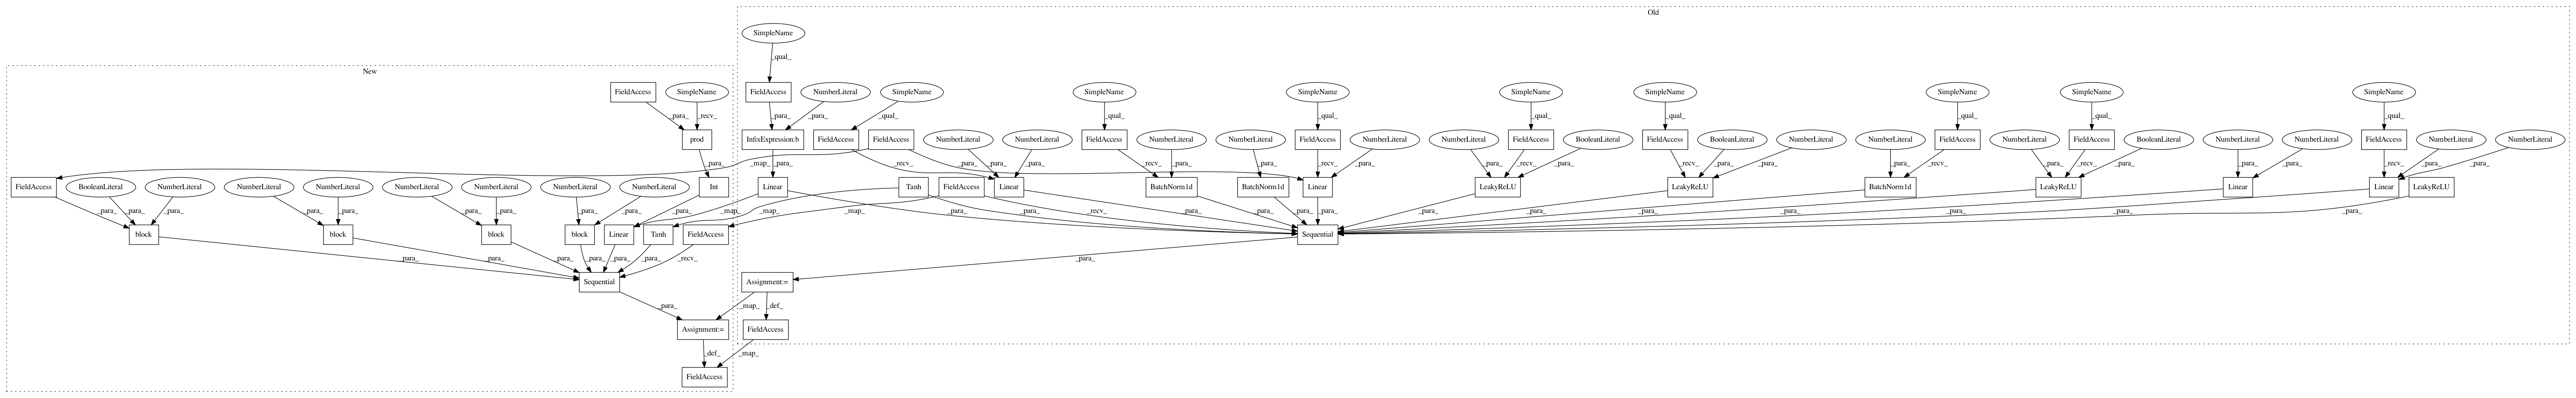 Old
SimpleName
New
_qual_
FieldAccess SimpleName FieldAccess NumberLiteral SimpleName SimpleName SimpleName SimpleName SimpleName SimpleName SimpleName SimpleName
_para_ _recv_ _para_ _para_ _qual_ _qual_ _qual_ _qual_ _qual_ _qual_ _qual_ _qual_
prod InfixExpression:b FieldAccess FieldAccess NumberLiteral NumberLiteral FieldAccess NumberLiteral NumberLiteral FieldAccess NumberLiteral NumberLiteral FieldAccess BooleanLiteral FieldAccess BooleanLiteral NumberLiteral NumberLiteral FieldAccess NumberLiteral FieldAccess BooleanLiteral NumberLiteral NumberLiteral FieldAccess NumberLiteral NumberLiteral
_para_ _map_ _para_ _recv_ _para_ _para_ _para_ _recv_ _para_ _para_ _recv_ _para_ _para_ _recv_ _para_ _recv_ _para_ _para_ _para_ _recv_ _para_ _recv_ _para_ _para_ _para_ _recv_ _para_ _para_
FieldAccess BooleanLiteral NumberLiteral NumberLiteral NumberLiteral NumberLiteral NumberLiteral NumberLiteral NumberLiteral Int Linear Tanh FieldAccess Linear BatchNorm1d BatchNorm1d Linear LeakyReLU LeakyReLU BatchNorm1d LeakyReLU Linear Linear LeakyReLU
_para_ _para_ _para_ _para_ _para_ _para_ _para_ _para_ _para_ _para_ _map_ _map_ _para_ _map_ _para_ _recv_ _para_ _para_ _para_ _para_ _para_ _para_ _para_ _para_ _para_ _para_ _para_
block block block block Linear Tanh FieldAccess Sequential
_para_ _para_ _para_ _para_ _para_ _para_ _recv_ _para_
Sequential Assignment:=
_para_ _map_ _def_
Assignment:= FieldAccess
_def_ _map_
FieldAccess